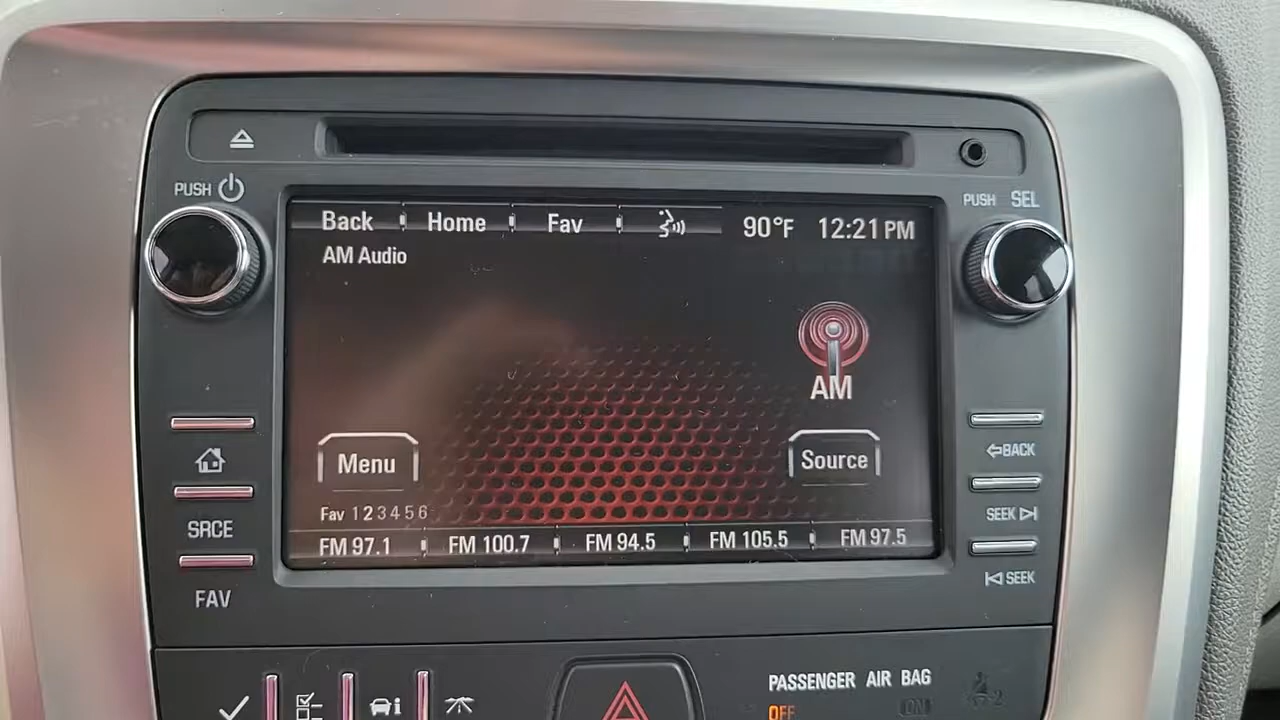 PUSH
PUSH SEL
Back Home Fav 90°F 12:21 PM
AM Audio
AM
Menu
Source
BACK
Fav 1 2 3 4 5 6
SRCE
SEEK
FM 97.1 FM 100.7 FM 94.5 FM 105.5 FM 97.5
SEEK
FAV
PASSENGER AIR BAG
OFF ON
2